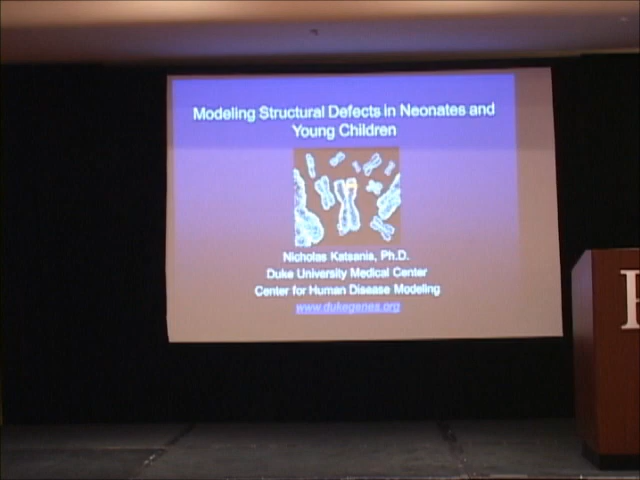 Modeling Structural Defects in Neonates and
Young Children
Nicholas Katsanis, Ph.D.
Duke University Medical Center
Center for Human Disease Modeling
www.dukegenes.org